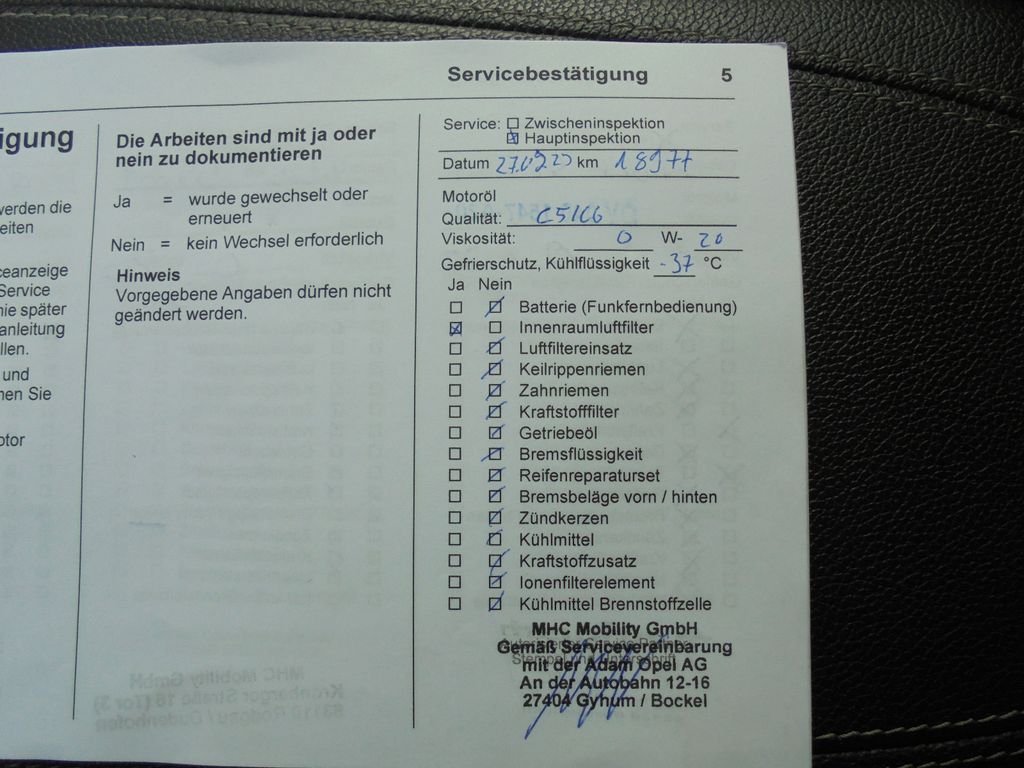 Servicebestätigung 5
igung
werden die
eiten
ceanzeige
Service
nie später
anleitung
llen.
und
nen Sie
otor
Die Arbeiten sind mit ja oder
nein zu dokumentieren
Ja = wurde gewechselt oder
erneuert
Nein = kein Wechsel erforderlich
Hinweis
Vorgegebene Angaben dürfen nicht
geändert werden.
Service: Zwischeninspektion
Hauptinspektion
Datum km 18977
Motoröl
Qualität: C5/C6
Viskosität: 0 W- 20
Gefrierschutz, Kühlflüssigkeit -37 °C
Ja Nein
Batterie (Funkfernbedienung)
Innenraumluftfilter
Luftfiltereinsatz
Keilrippenriemen
Zahnriemen
Kraftstofffilter
Getriebeöl
Bremsflüssigkeit
Reifenreparaturset
Bremsbeläge vorn / hinten
Zündkerzen
Kühlmittel
Kraftstoffzusatz
Ionenfilterelement
Kühlmittel Brennstoffzelle
MHC Mobility GmbH
Gemäß Servicevereinbarung
mit der Adam Opel AG
An der Autobahn 12-16
27404 Gyhum / Bockel